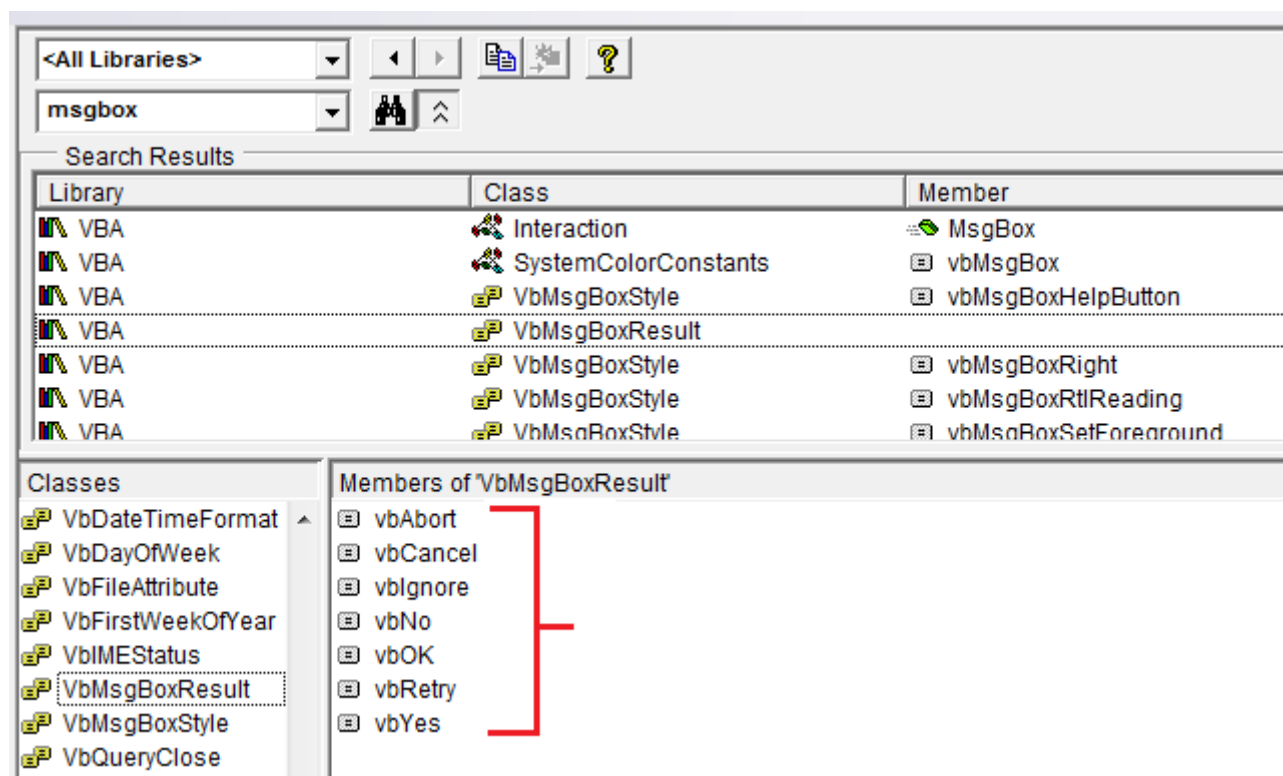 <All Libraries>
msgbox
Search Results
Library Class Member
VBA Interaction MsgBox
VBA SystemColorConstants vbMsgBox
VBA VbMsgBoxStyle vbMsgBoxHelpButton
VBA VbMsgBoxResult
VBA VbMsgBoxStyle vbMsgBoxRight
VBA VbMsgBoxStyle vbMsgBoxRtlReading
VBA VbMsgBoxStyle vbMsgBoxSetForeground
Classes
VbDateTimeFormat
VbDayOfWeek
VbFileAttribute
VbFirstWeekOfYear
VbIMEStatus
VbMsgBoxResult
VbMsgBoxStyle
VbQueryClose
Members of 'VbMsgBoxResult'
vbAbort
vbCancel
vbIgnore
vbNo
vbOK
vbRetry
vbYes